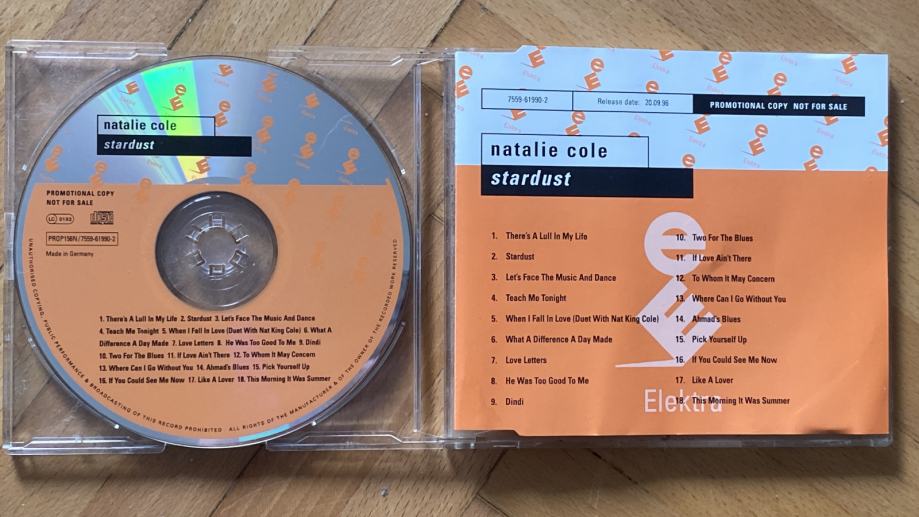 natalie cole
stardust
PROMOTIONAL COPY
NOT FOR SALE
LC 0192
PROP156N/7559-61990-2
Made in Germany
1. There's A Lull In My Life 2. Stardust 3. Let's Face The Music And Dance
4. Teach Me Tonight 5. When I Fall In Love (Duet With Nat King Cole) 6. What A
Difference A Day Made 7. Love Letters 8. He Was Too Good To Me 9. Dindi
10. Two For The Blues 11. If Love Ain't There 12. To Whom It May Concern
13. Where Can I Go Without You 14. Ahmad's Blues 15. Pick Yourself Up
16. If You Could See Me Now 17. Like A Lover 18. This Morning It Was Summer
UNAUTHORISED COPYING, PUBLIC PERFORMANCE & BROADCASTING OF THIS RECORD PROHIBITED · ALL RIGHTS OF THE MANUFACTURER & OF THE OWNER OF THE RECORDED WORK RESERVED
7559-61990-2
Release date: 20.09.96
PROMOTIONAL COPY NOT FOR SALE
natalie cole
stardust
1. There's A Lull In My Life
2. Stardust
3. Let's Face The Music And Dance
4. Teach Me Tonight
5. When I Fall In Love (Duet With Nat King Cole)
6. What A Difference A Day Made
7. Love Letters
8. He Was Too Good To Me
9. Dindi
10. Two For The Blues
11. If Love Ain't There
12. To Whom It May Concern
13. Where Can I Go Without You
14. Ahmad's Blues
15. Pick Yourself Up
16. If You Could See Me Now
17. Like A Lover
18. This Morning It Was Summer
Elektra